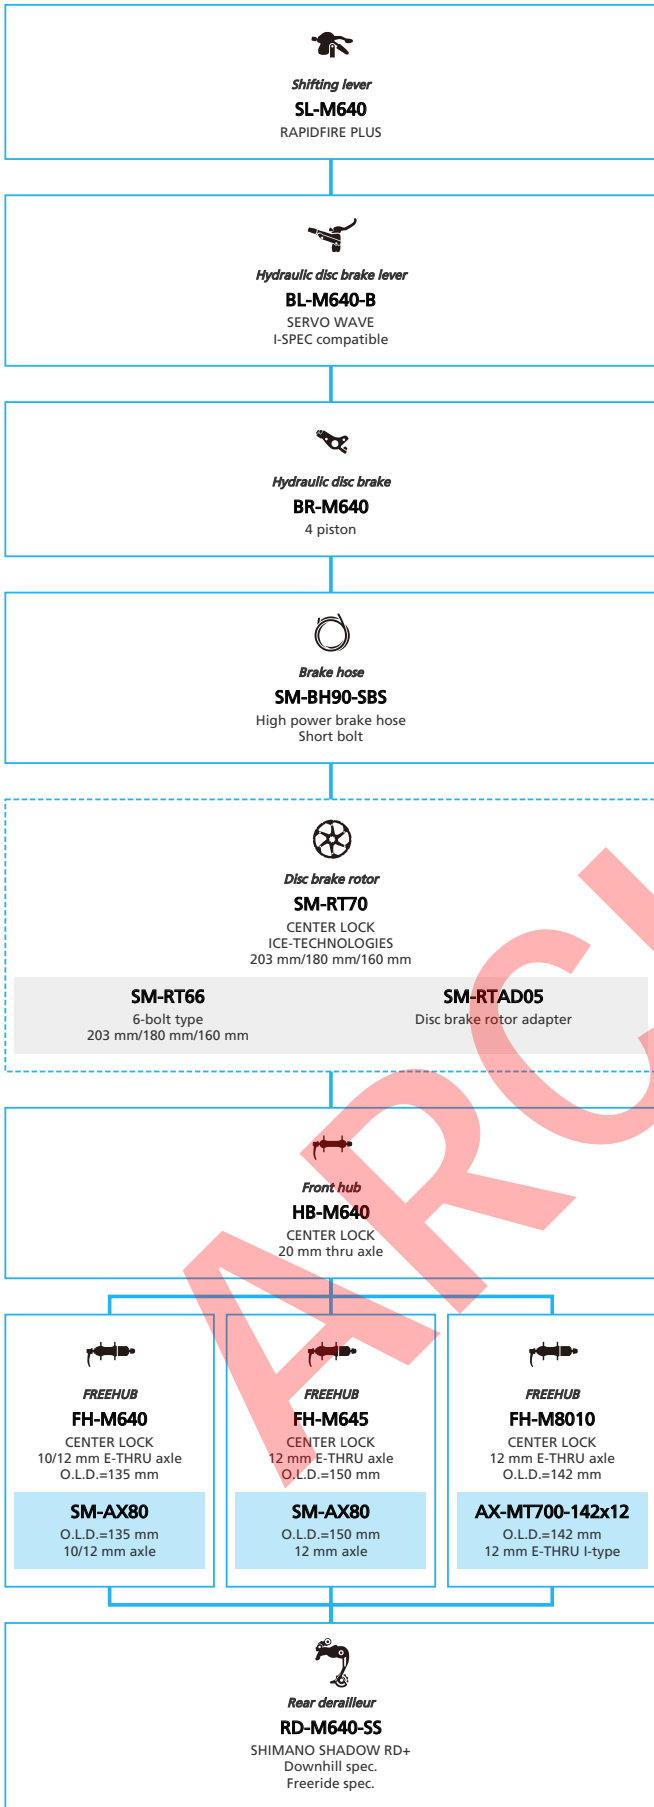 Shifting lever
SL-M640
RAPIDFIRE PLUS
Hydraulic disc brake lever
BL-M640-B
SERVO WAVE
I-SPEC compatible
Hydraulic disc brake
BR-M640
4 piston
Brake hose
SM-BH90-SBS
High power brake hose
Short bolt
Disc brake rotor
SM-RT70
CENTER LOCK
ICE-TECHNOLOGIES
203 mm/180 mm/160 mm
SM-RT66
6-bolt type
203 mm/180 mm/160 mm
SM-RTAD05
Disc brake rotor adapter
Front hub
HB-M640
CENTER LOCK
20 mm thru axle
FREEHUB
FH-M640
CENTER LOCK
10/12 mm E-THRU axle
O.L.D.=135 mm
SM-AX80
O.L.D.=135 mm
10/12 mm axle
FREEHUB
FH-M645
CENTER LOCK
12 mm E-THRU axle
O.L.D.=150 mm
SM-AX80
O.L.D.=150 mm
12 mm axle
FREEHUB
FH-M8010
CENTER LOCK
12 mm E-THRU axle
O.L.D.=142 mm
AX-MT700-142x12
O.L.D.=142 mm
12 mm E-THRU I-type
Rear derailleur
RD-M640-SS
SHIMANO SHADOW RD+
Downhill spec.
Freeride spec.